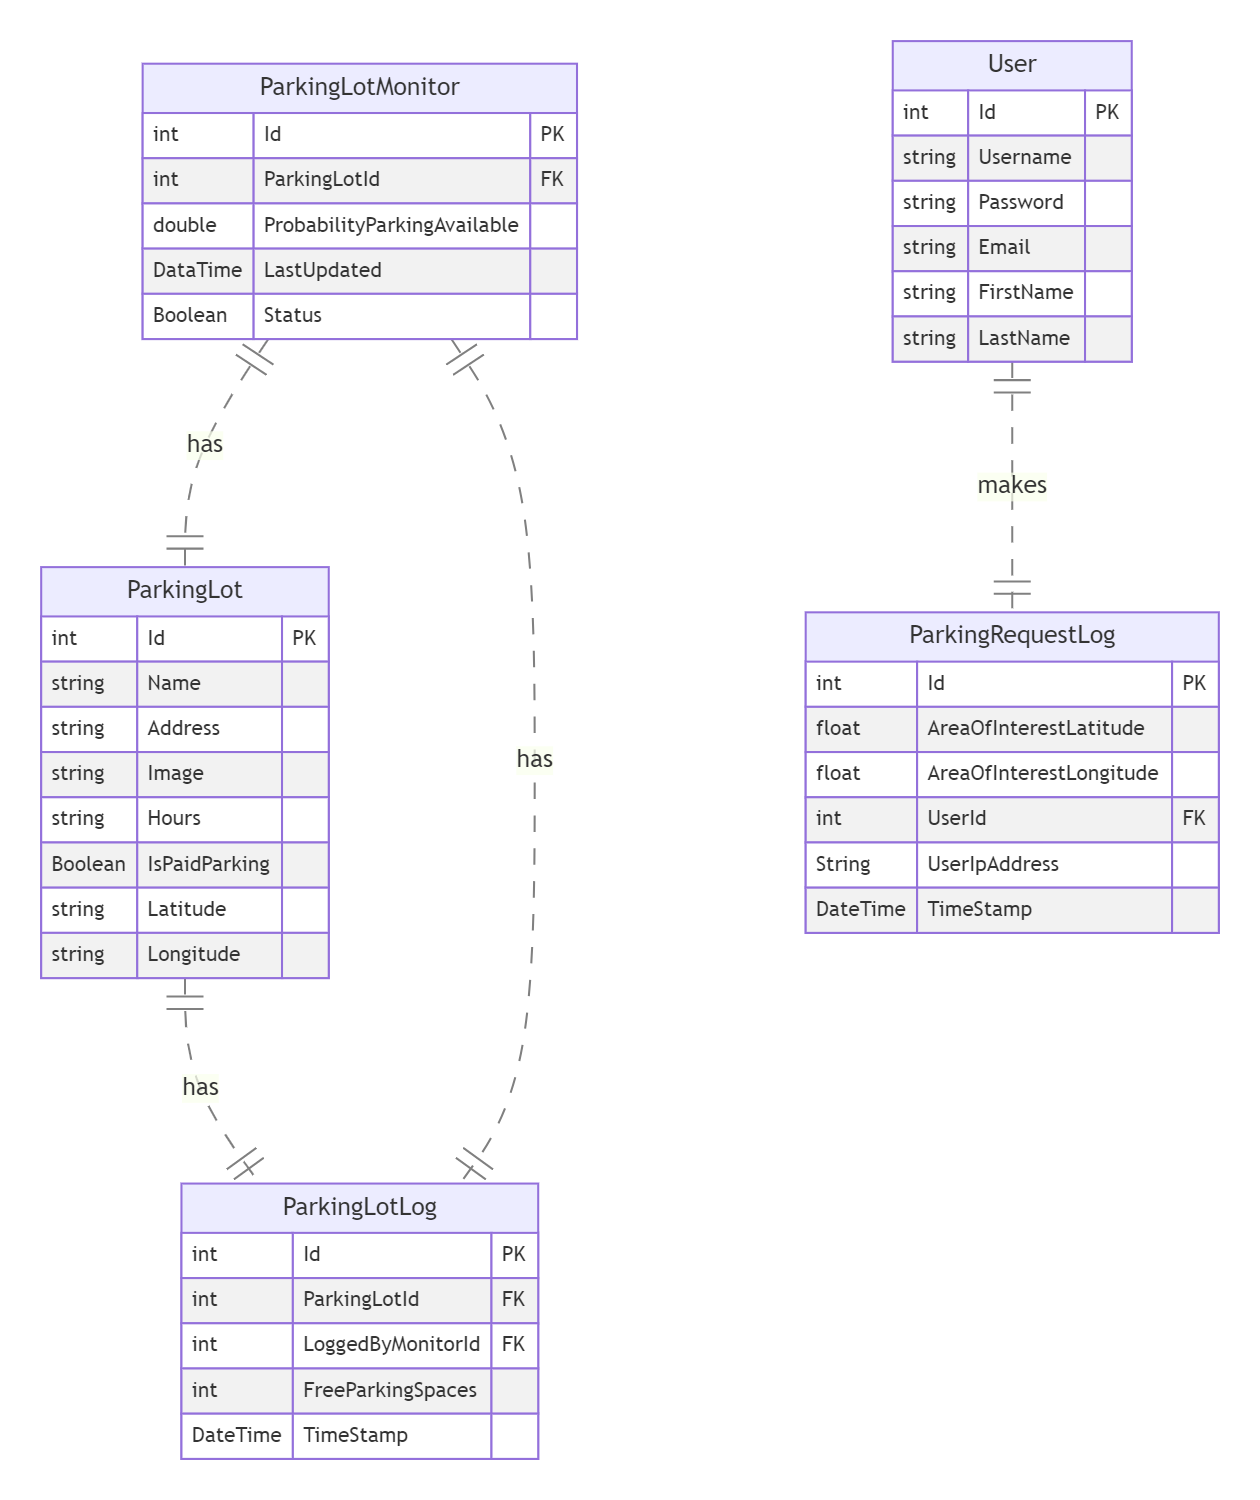 ParkingLotMonitor
int Id PK
int ParkingLotId FK
double ProbabilityParkingAvailable
DataTime LastUpdated
Boolean Status
has
has
ParkingLot
int Id PK
string Name
string Address
string Image
string Hours
Boolean IsPaidParking
string Latitude
string Longitude
has
ParkingLotLog
int Id PK
int ParkingLotId FK
int LoggedByMonitorId FK
int FreeParkingSpaces
DateTime TimeStamp
User
int Id PK
string Username
string Password
string Email
string FirstName
string LastName
makes
ParkingRequestLog
int Id PK
float AreaOfInterestLatitude
float AreaOfInterestLongitude
int UserId FK
String UserIpAddress
DateTime TimeStamp